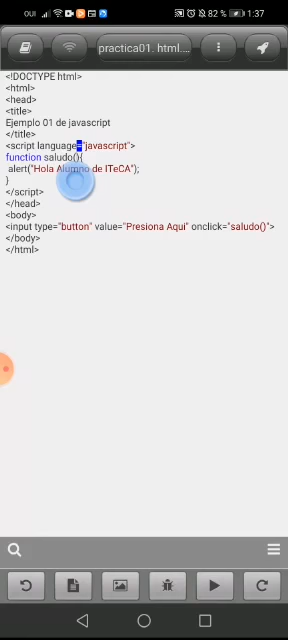 OUI 82 % 1:37
practica01. html....
<!DOCTYPE html>
<html>
<head>
<title>
Ejemplo 01 de javascript
</title>
<script language="javascript">
function saludo(){
alert("Hola Alumno de ITeCA");
}
</script>
</head>
<body>
<input type="button" value="Presiona Aqui" onclick="saludo()">
</body>
</html>